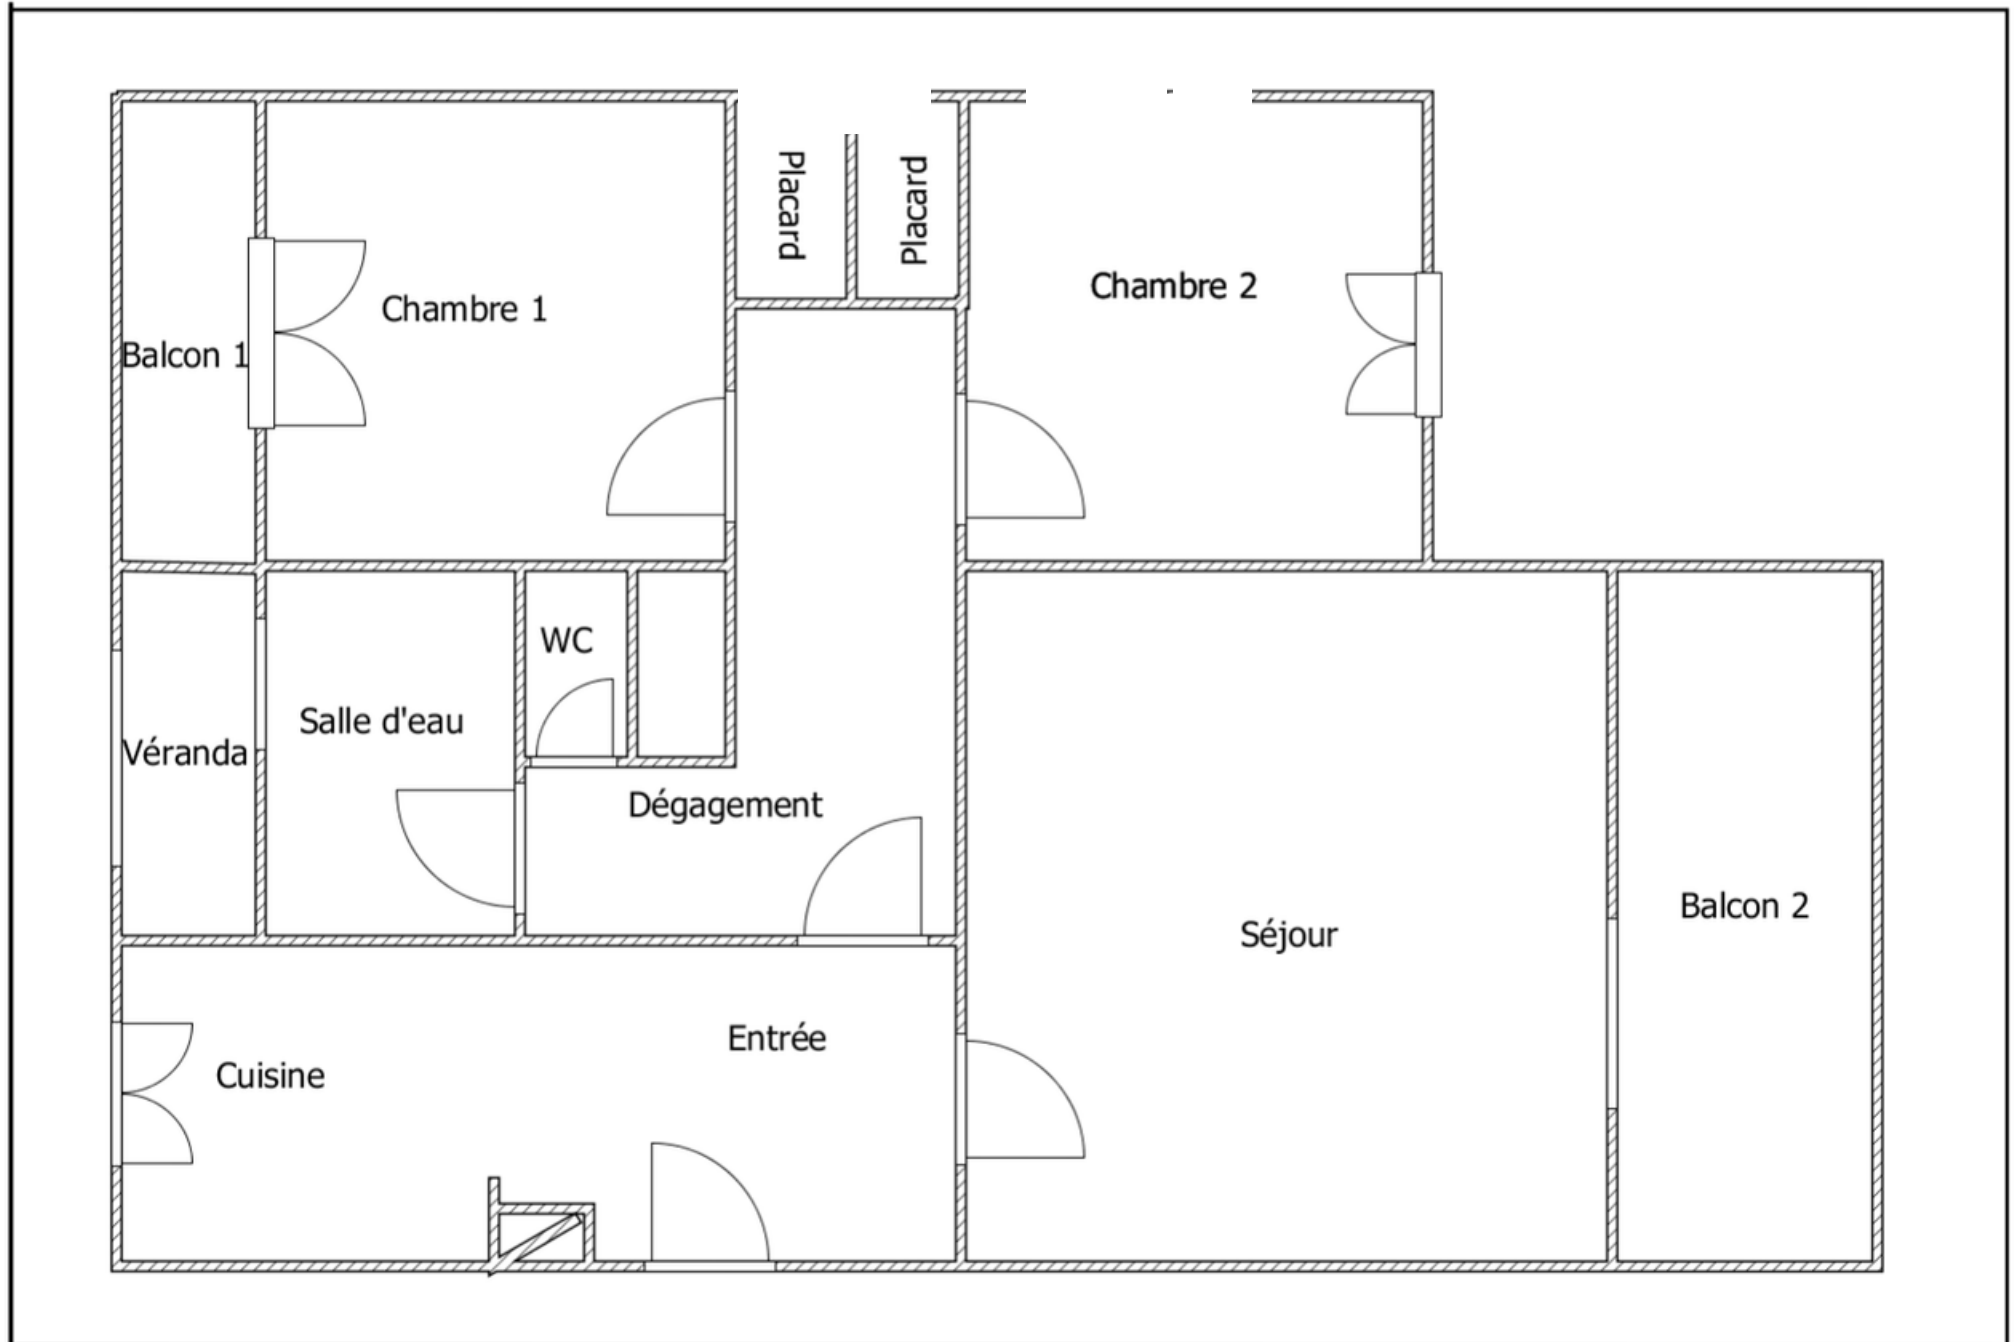 Placard
Placard
Chambre 1
Chambre 2
Balcon 1
WC
Salle d'eau
Véranda
Dégagement
Séjour
Balcon 2
Entrée
Cuisine